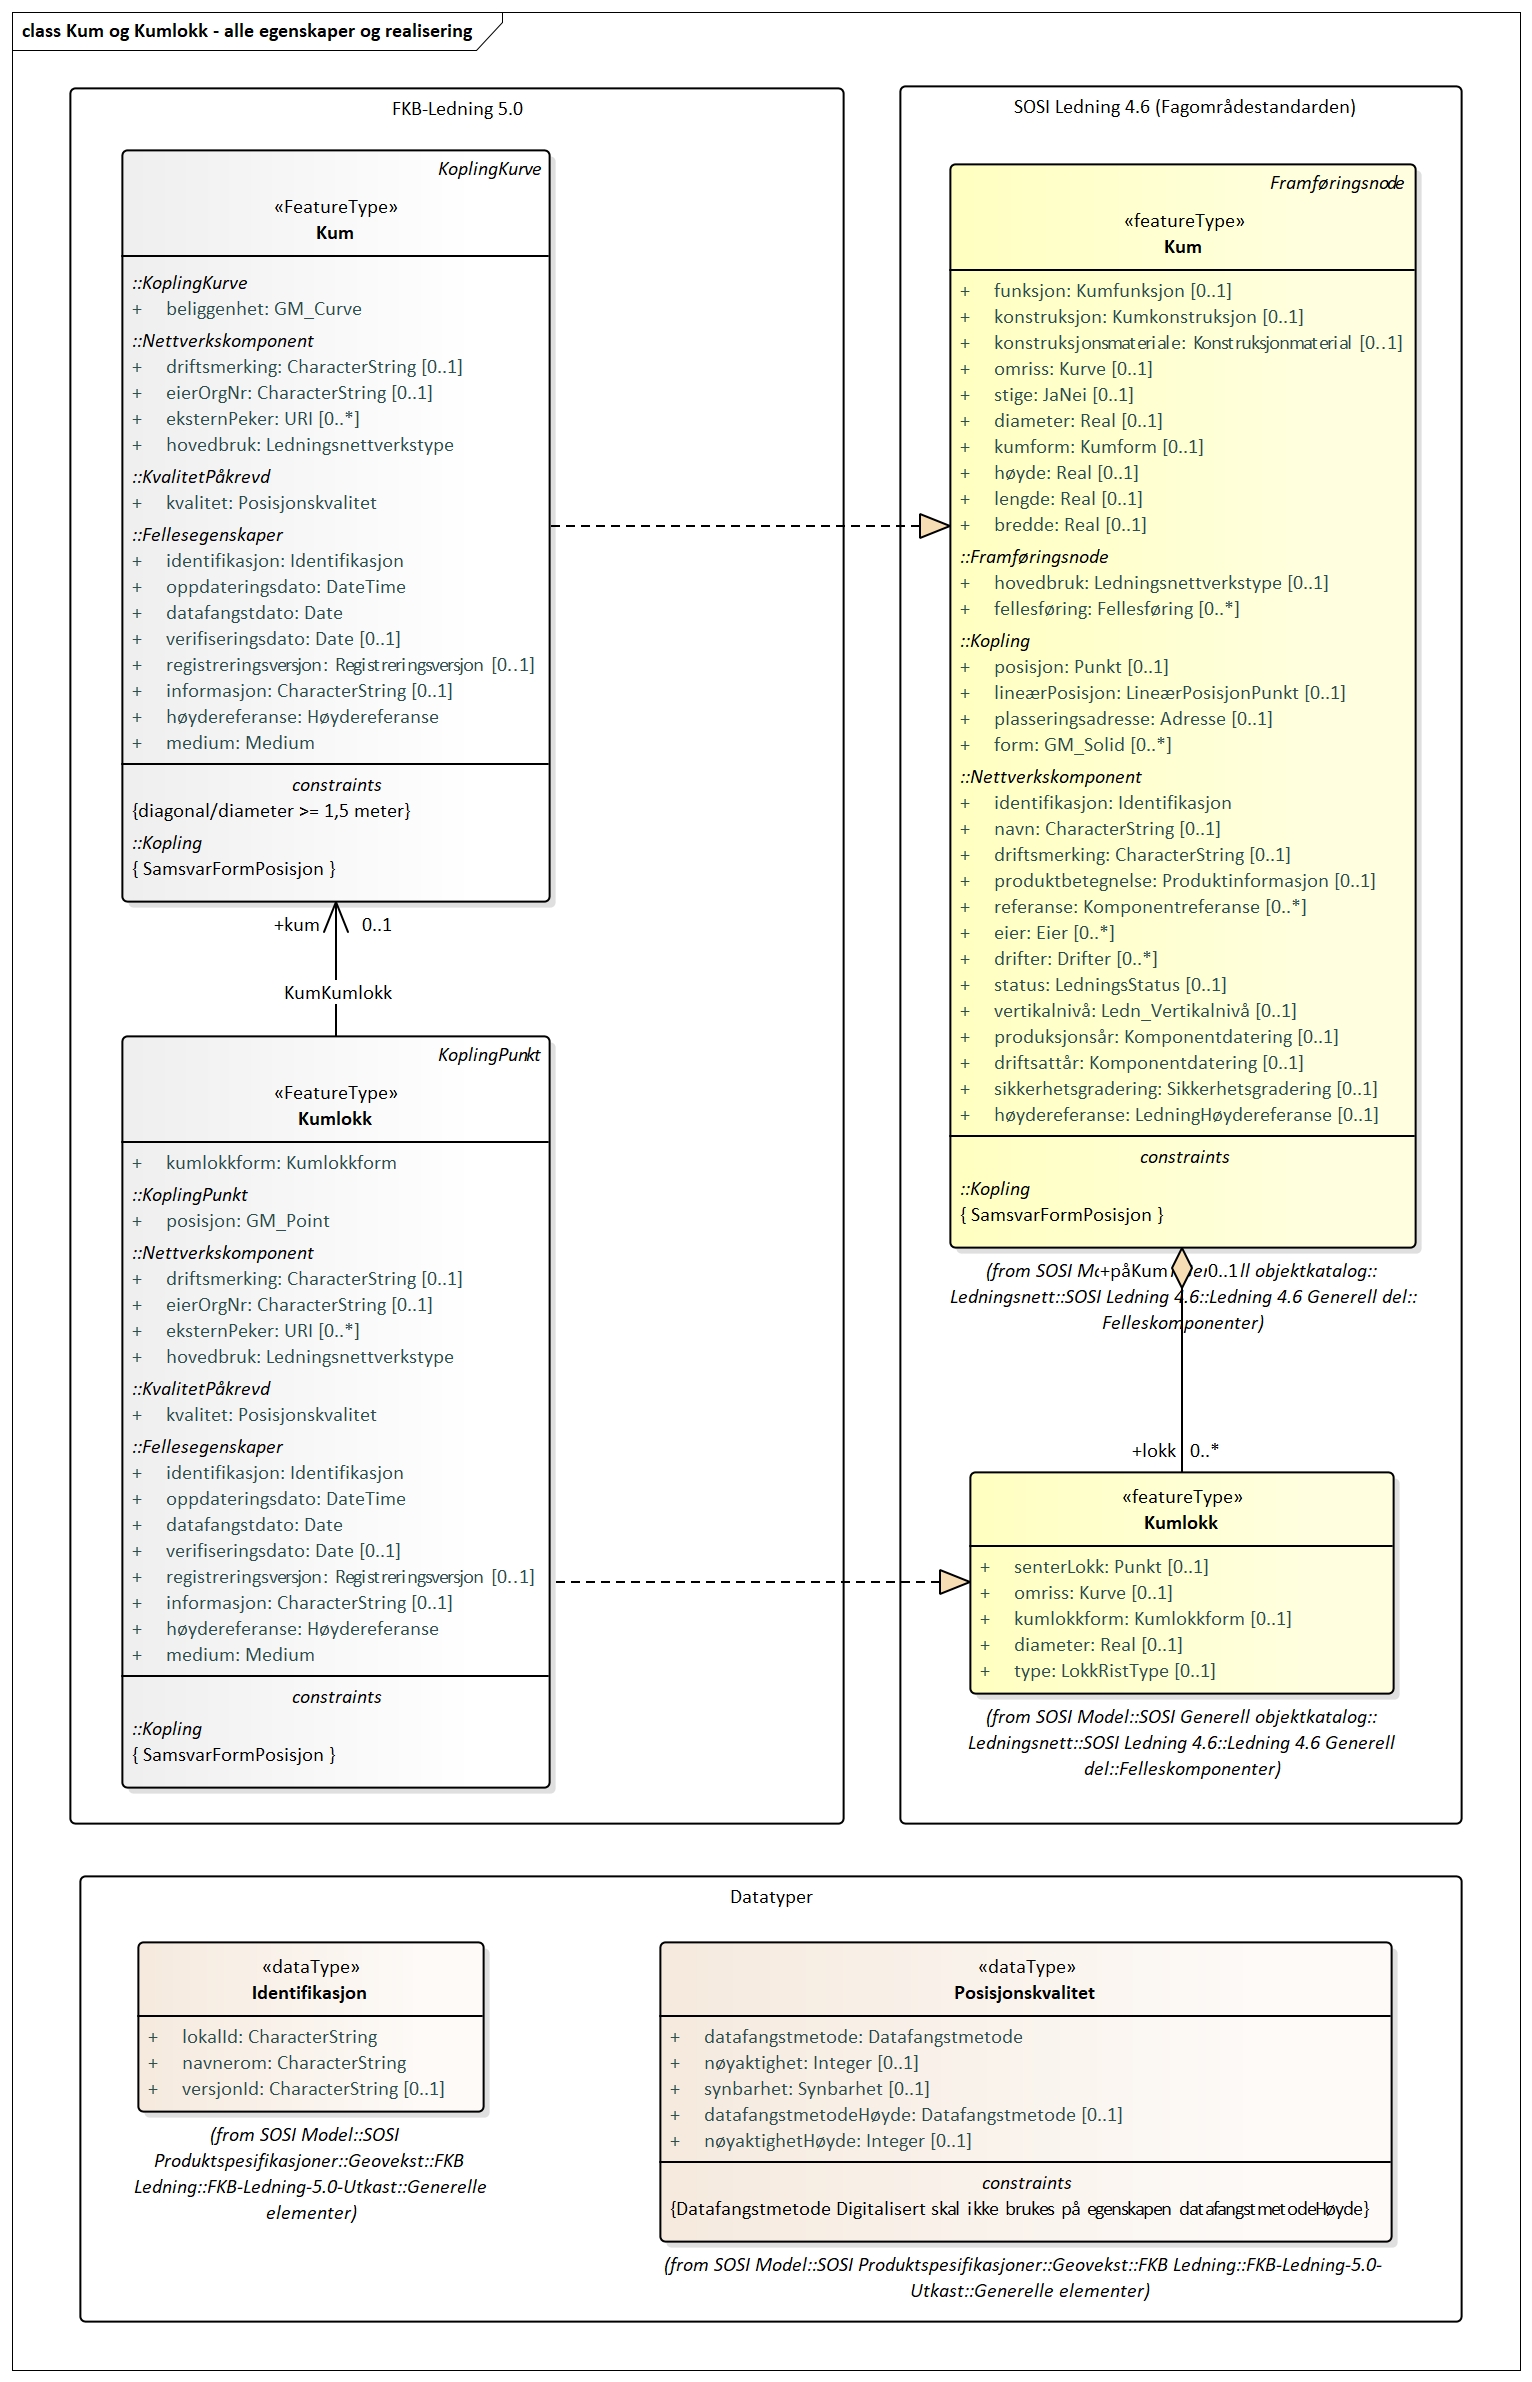 class Kum og Kumlokk - alle egenskaper og realisering
FKB-Ledning 5.0
KoplingKurve
«FeatureType»
Kum
::KoplingKurve
+ beliggenhet: GM_Curve
::Nettverkskomponent
+ driftsmerking: CharacterString [0..1]
+ eierOrgNr: CharacterString [0..1]
+ eksternPeker: URI [0..*]
+ hovedbruk: Ledningsnettverkstype
::KvalitetPåkrevd
+ kvalitet: Posisjonskvalitet
::Fellesegenskaper
+ identifikasjon: Identifikasjon
+ oppdateringsdato: DateTime
+ datafangstdato: Date
+ verifiseringsdato: Date [0..1]
+ registreringsversjon: Registreringsversjon [0..1]
+ informasjon: CharacterString [0..1]
+ høydereferanse: Høydereferanse
+ medium: Medium
constraints
{diagonal/diameter >= 1,5 meter}
::Kopling
{ SamsvarFormPosisjon }
+kum 0..1
KumKumlokk
KoplingPunkt
«FeatureType»
Kumlokk
+ kumlokkform: Kumlokkform
::KoplingPunkt
+ posisjon: GM_Point
::Nettverkskomponent
+ driftsmerking: CharacterString [0..1]
+ eierOrgNr: CharacterString [0..1]
+ eksternPeker: URI [0..*]
+ hovedbruk: Ledningsnettverkstype
::KvalitetPåkrevd
+ kvalitet: Posisjonskvalitet
::Fellesegenskaper
+ identifikasjon: Identifikasjon
+ oppdateringsdato: DateTime
+ datafangstdato: Date
+ verifiseringsdato: Date [0..1]
+ registreringsversjon: Registreringsversjon [0..1]
+ informasjon: CharacterString [0..1]
+ høydereferanse: Høydereferanse
+ medium: Medium
constraints
::Kopling
{ SamsvarFormPosisjon }
SOSI Ledning 4.6 (Fagområdestandarden)
Framføringsnode
«featureType»
Kum
+ funksjon: Kumfunksjon [0..1]
+ konstruksjon: Kumkonstruksjon [0..1]
+ konstruksjonsmateriale: Konstruksjonmaterial [0..1]
+ omriss: Kurve [0..1]
+ stige: JaNei [0..1]
+ diameter: Real [0..1]
+ kumform: Kumform [0..1]
+ høyde: Real [0..1]
+ lengde: Real [0..1]
+ bredde: Real [0..1]
::Framføringsnode
+ hovedbruk: Ledningsnettverkstype [0..1]
+ fellesføring: Fellesføring [0..*]
::Kopling
+ posisjon: Punkt [0..1]
+ lineærPosisjon: LineærPosisjonPunkt [0..1]
+ plasseringsadresse: Adresse [0..1]
+ form: GM_Solid [0..*]
::Nettverkskomponent
+ identifikasjon: Identifikasjon
+ navn: CharacterString [0..1]
+ driftsmerking: CharacterString [0..1]
+ produktbetegnelse: Produktinformasjon [0..1]
+ referanse: Komponentreferanse [0..*]
+ eier: Eier [0..*]
+ drifter: Drifter [0..*]
+ status: LedningsStatus [0..1]
+ vertikalnivå: Ledn_Vertikalnivå [0..1]
+ produksjonsår: Komponentdatering [0..1]
+ driftsattår: Komponentdatering [0..1]
+ sikkerhetsgradering: Sikkerhetsgradering [0..1]
+ høydereferanse: LedningHøydereferanse [0..1]
constraints
::Kopling
{ SamsvarFormPosisjon }
(from SOSI +påKum 0..1 objektkatalog::
Ledningsnett::SOSI Ledning 4.6::Ledning 4.6 Generell del::
Felleskomponenter)
+lokk 0..*
«featureType»
Kumlokk
+ senterLokk: Punkt [0..1]
+ omriss: Kurve [0..1]
+ kumlokkform: Kumlokkform [0..1]
+ diameter: Real [0..1]
+ type: LokkRistType [0..1]
(from SOSI Model::SOSI Generell objektkatalog::
Ledningsnett::SOSI Ledning 4.6::Ledning 4.6 Generell
del::Felleskomponenter)
Datatyper
«dataType»
Identifikasjon
+ lokalId: CharacterString
+ navnerom: CharacterString
+ versjonId: CharacterString [0..1]
(from SOSI Model::SOSI
Produktspesifikasjoner::Geovekst::FKB
Ledning::FKB-Ledning-5.0-Utkast::Generelle
elementer)
«dataType»
Posisjonskvalitet
+ datafangstmetode: Datafangstmetode
+ nøyaktighet: Integer [0..1]
+ synbarhet: Synbarhet [0..1]
+ datafangstmetodeHøyde: Datafangstmetode [0..1]
+ nøyaktighetHøyde: Integer [0..1]
constraints
{Datafangstmetode Digitalisert skal ikke brukes på egenskapen datafangstmetodeHøyde}
(from SOSI Model::SOSI Produktspesifikasjoner::Geovekst::FKB Ledning::FKB-Ledning-5.0-
Utkast::Generelle elementer)